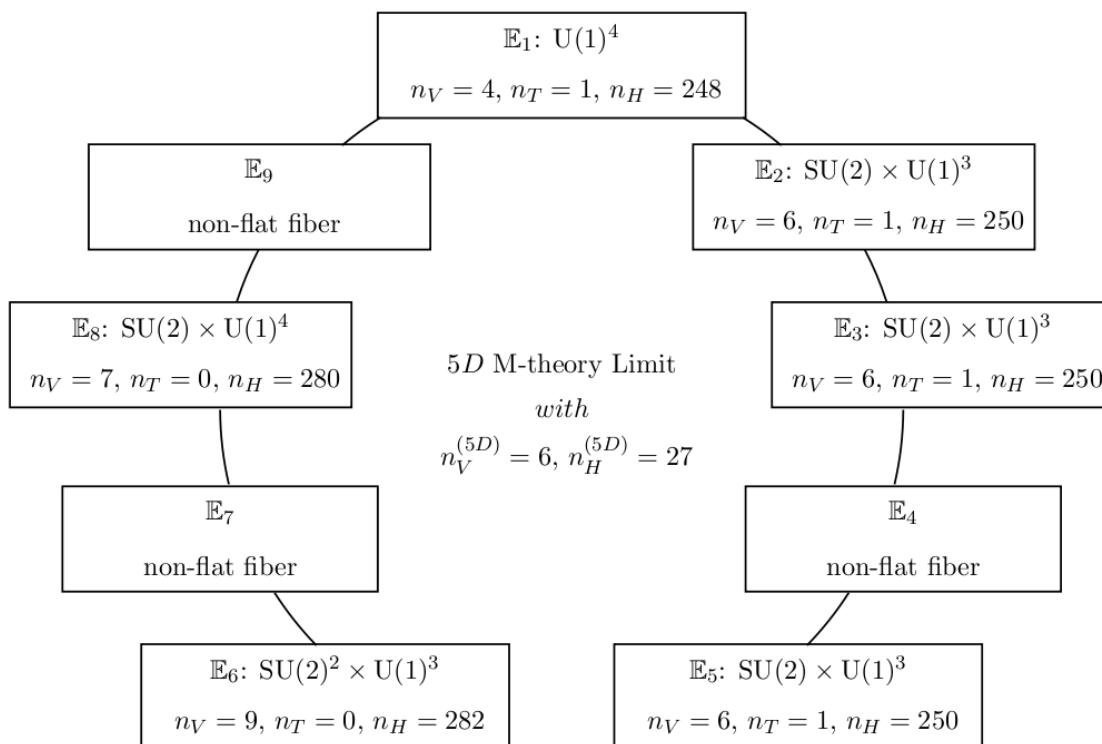 𝔼₁: U(1)⁴
n_V = 4, n_T = 1, n_H = 248
𝔼₉
non-flat fiber
𝔼₂: SU(2) × U(1)³
n_V = 6, n_T = 1, n_H = 250
𝔼₈: SU(2) × U(1)⁴
n_V = 7, n_T = 0, n_H = 280
5D M-theory Limit
with
n_V^(5D) = 6, n_H^(5D) = 27
𝔼₃: SU(2) × U(1)³
n_V = 6, n_T = 1, n_H = 250
𝔼₇
non-flat fiber
𝔼₄
non-flat fiber
𝔼₆: SU(2)² × U(1)³
n_V = 9, n_T = 0, n_H = 282
𝔼₅: SU(2) × U(1)³
n_V = 6, n_T = 1, n_H = 250